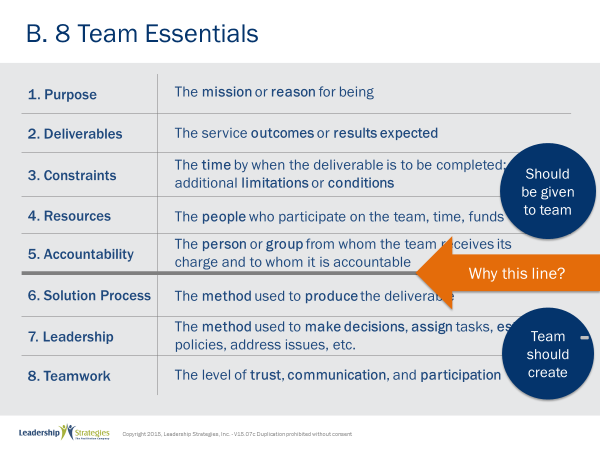 B. 8 Team Essentials
1. Purpose
The mission or reason for being
2. Deliverables
The service outcomes or results expected
3. Constraints
The time by when the deliverable is to be completed;
additional limitations or conditions
Should
be given
to team
4. Resources
The people who participate on the team, time, funds
5. Accountability
The person or group from whom the team receives its
charge and to whom it is accountable
Why this line?
6. Solution Process
The method used to produce the deliverable
7. Leadership
The method used to make decisions, assign tasks, es
policies, address issues, etc.
Team
should
create
8. Teamwork
The level of trust, communication, and participation
Leadership Strategies
The Facilitation Company
Copyright 2015, Leadership Strategies, Inc. - V15.07c Duplication prohibited without consent